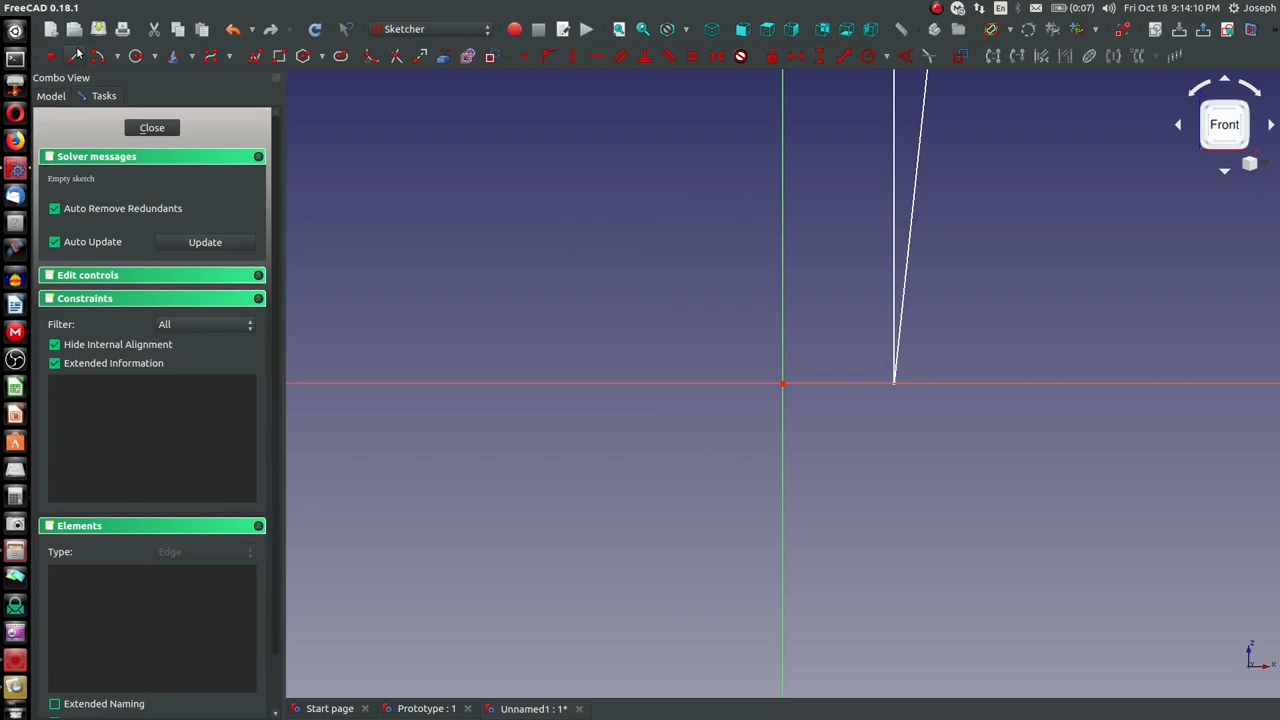 FreeCAD 0.18.1
En
(0:07)
Fri Oct 18 9:14:10 PM
Joseph
Sketcher
Combo View
Model
Tasks
Close
Solver messages
Empty sketch
Auto Remove Redundants
Auto Update
Update
Edit controls
Constraints
Filter:
All
Hide Internal Alignment
Extended Information
Elements
Type:
Edge
Extended Naming
Front
Z
X
Y
Start page
Prototype : 1
Unnamed1 : 1*